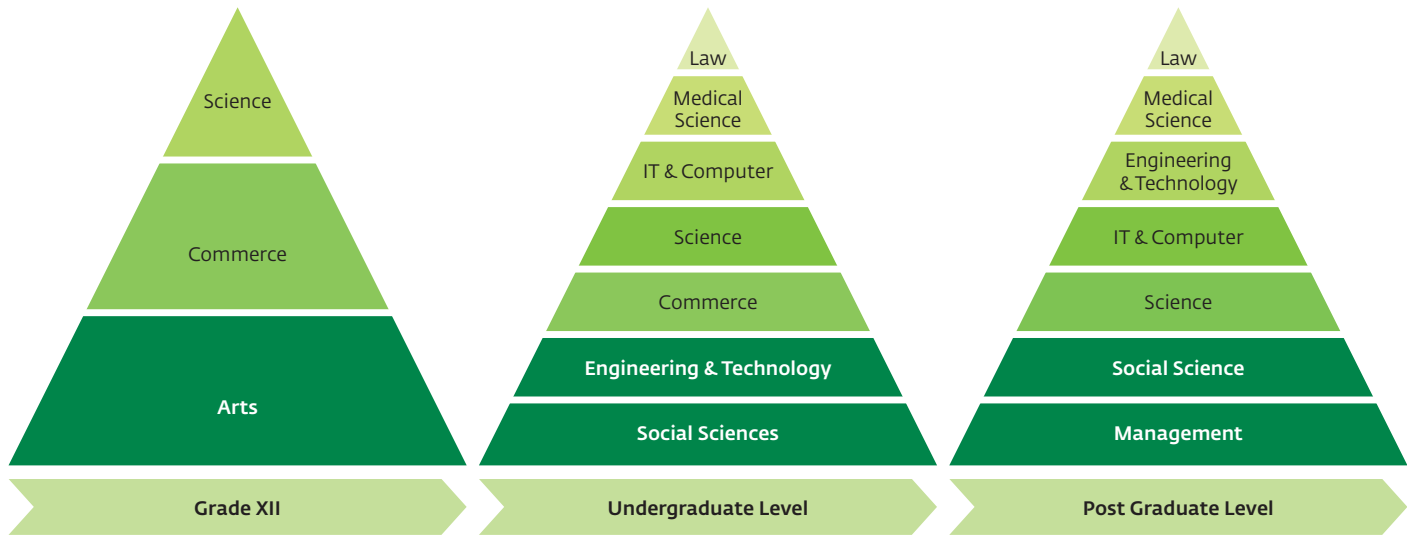 Science
Commerce
Arts
Grade XII
Law
Medical
Science
IT & Computer
Science
Commerce
Engineering & Technology
Social Sciences
Undergraduate Level
Law
Medical
Science
Engineering
& Technology
IT & Computer
Science
Social Science
Management
Post Graduate Level